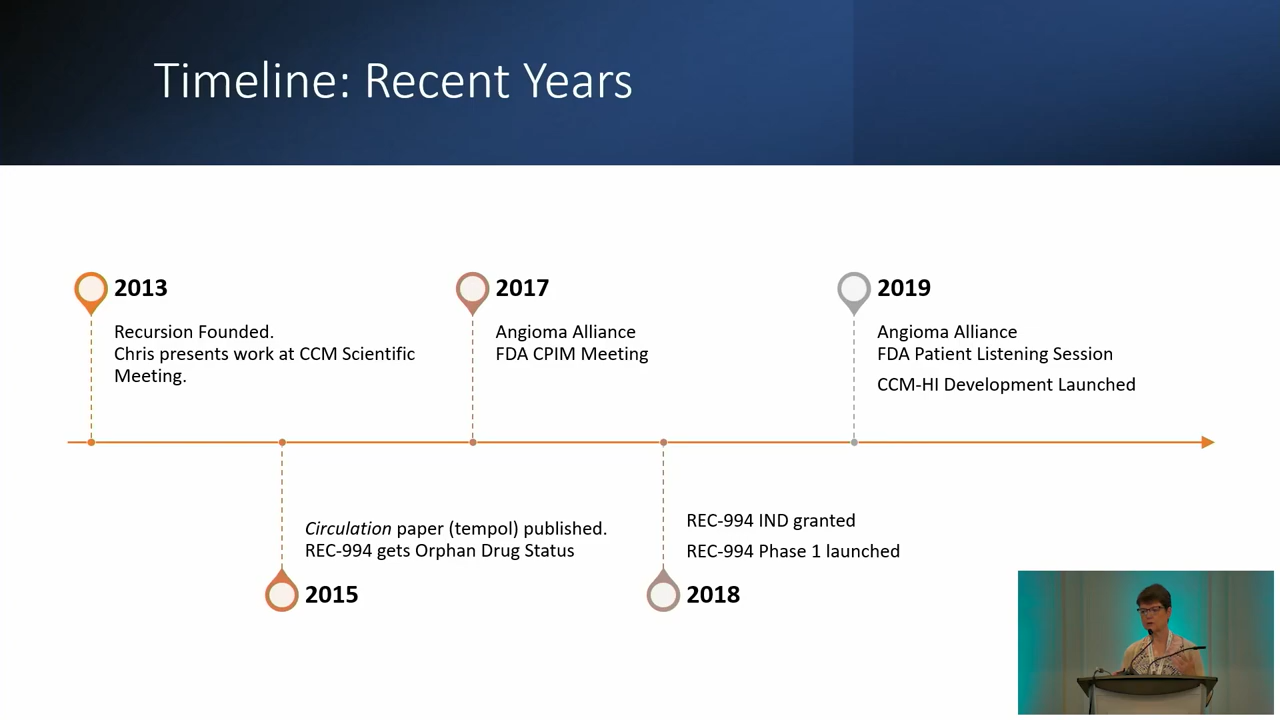 Timeline: Recent Years
2013
Recursion Founded.
Chris presents work at CCM Scientific
Meeting.
2017
Angioma Alliance
FDA CPIM Meeting
2019
Angioma Alliance
FDA Patient Listening Session
CCM-HI Development Launched
Circulation paper (tempol) published.
REC-994 gets Orphan Drug Status
2015
REC-994 IND granted
REC-994 Phase 1 launched
2018